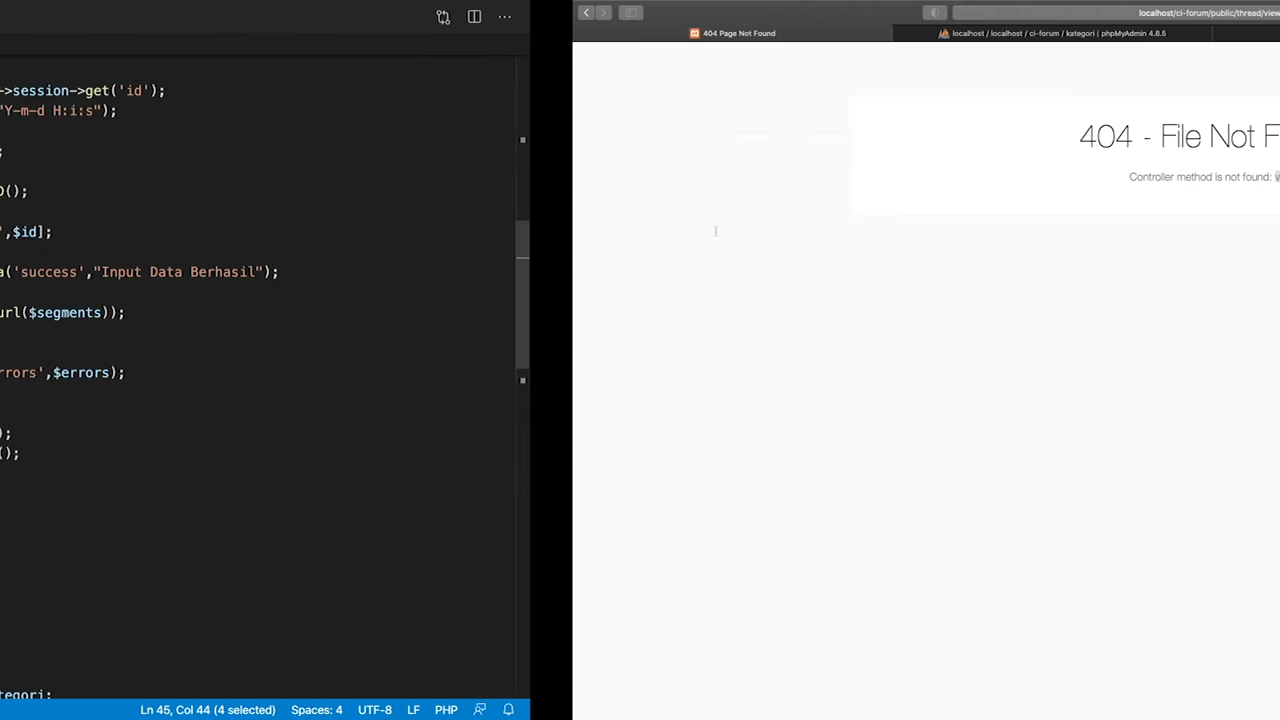 ->session->get('id');
"Y-m-d H:i:s");
;
();
',$id];
a('success',"Input Data Berhasil");
url($segments));
rrors',$errors);
);
();
tegori;
Ln 45, Col 44 (4 selected)
Spaces: 4
UTF-8
LF
PHP
localhost/ci-forum/public/thread/view
404 Page Not Found
localhost / localhost / ci-forum / kategori | phpMyAdmin 4.8.5
404 - File Not F
Controller method is not found: